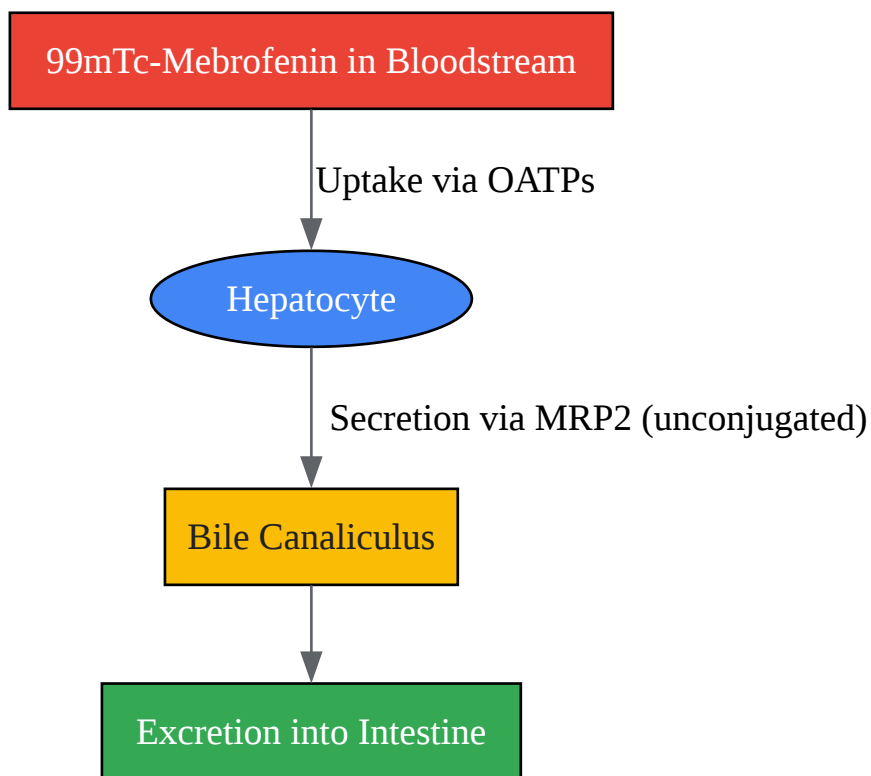 99mTc-Mebrofenin in Bloodstream
Uptake via OATPs
Hepatocyte
Secretion via MRP2 (unconjugated)
Bile Canaliculus
Excretion into Intestine